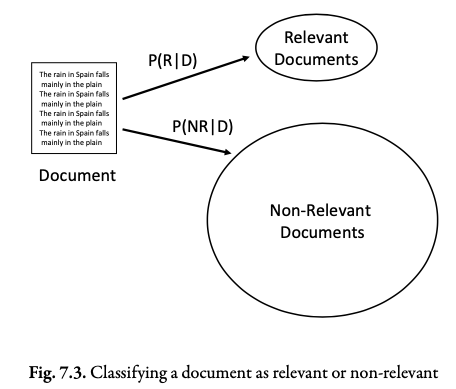 The rain in Spain falls
mainly in the plain
The rain in Spain falls
mainly in the plain
The rain in Spain falls
mainly in the plain
The rain in Spain falls
mainly in the plain
Document
P(R|D)
P(NR|D)
Relevant
Documents
Non-Relevant
Documents
Fig. 7.3. Classifying a document as relevant or non-relevant